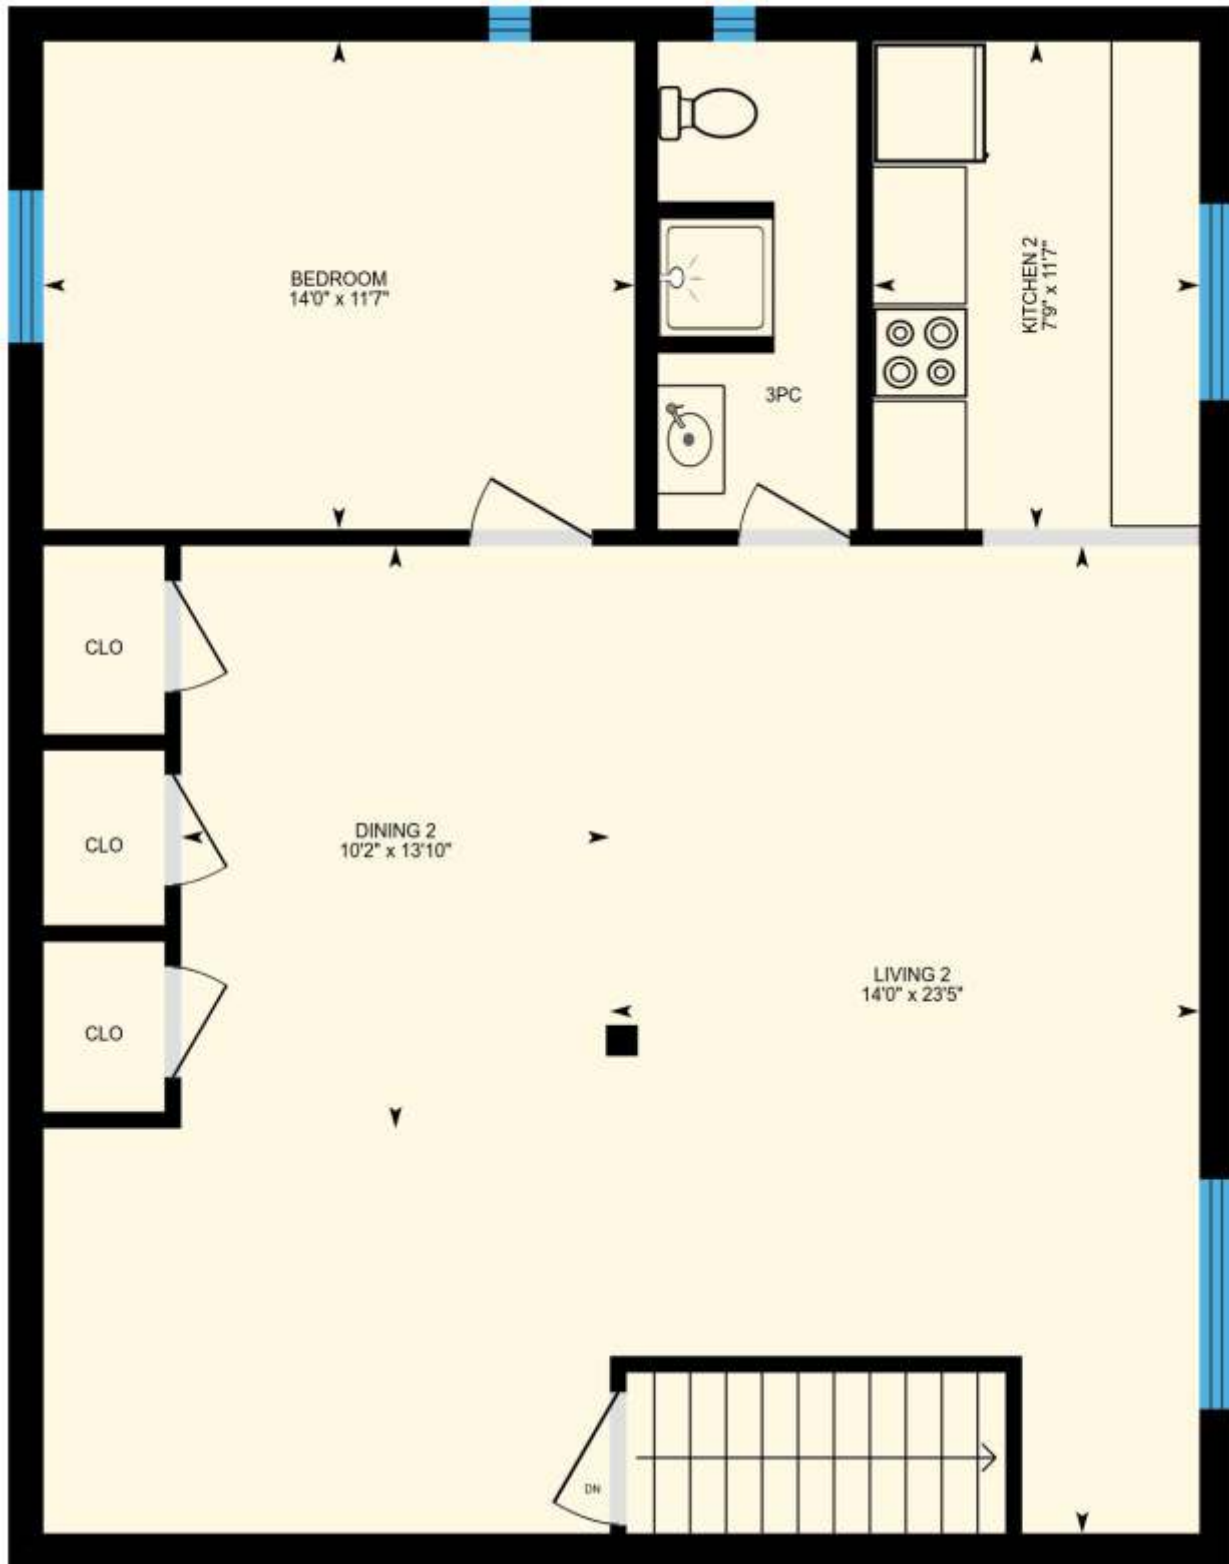 BEDROOM
14'0" x 11'7"
3PC
KITCHEN 2
7'9" x 11'7"
CLO
CLO
DINING 2
10'2" x 13'10"
LIVING 2
14'0" x 23'5"
CLO
DN